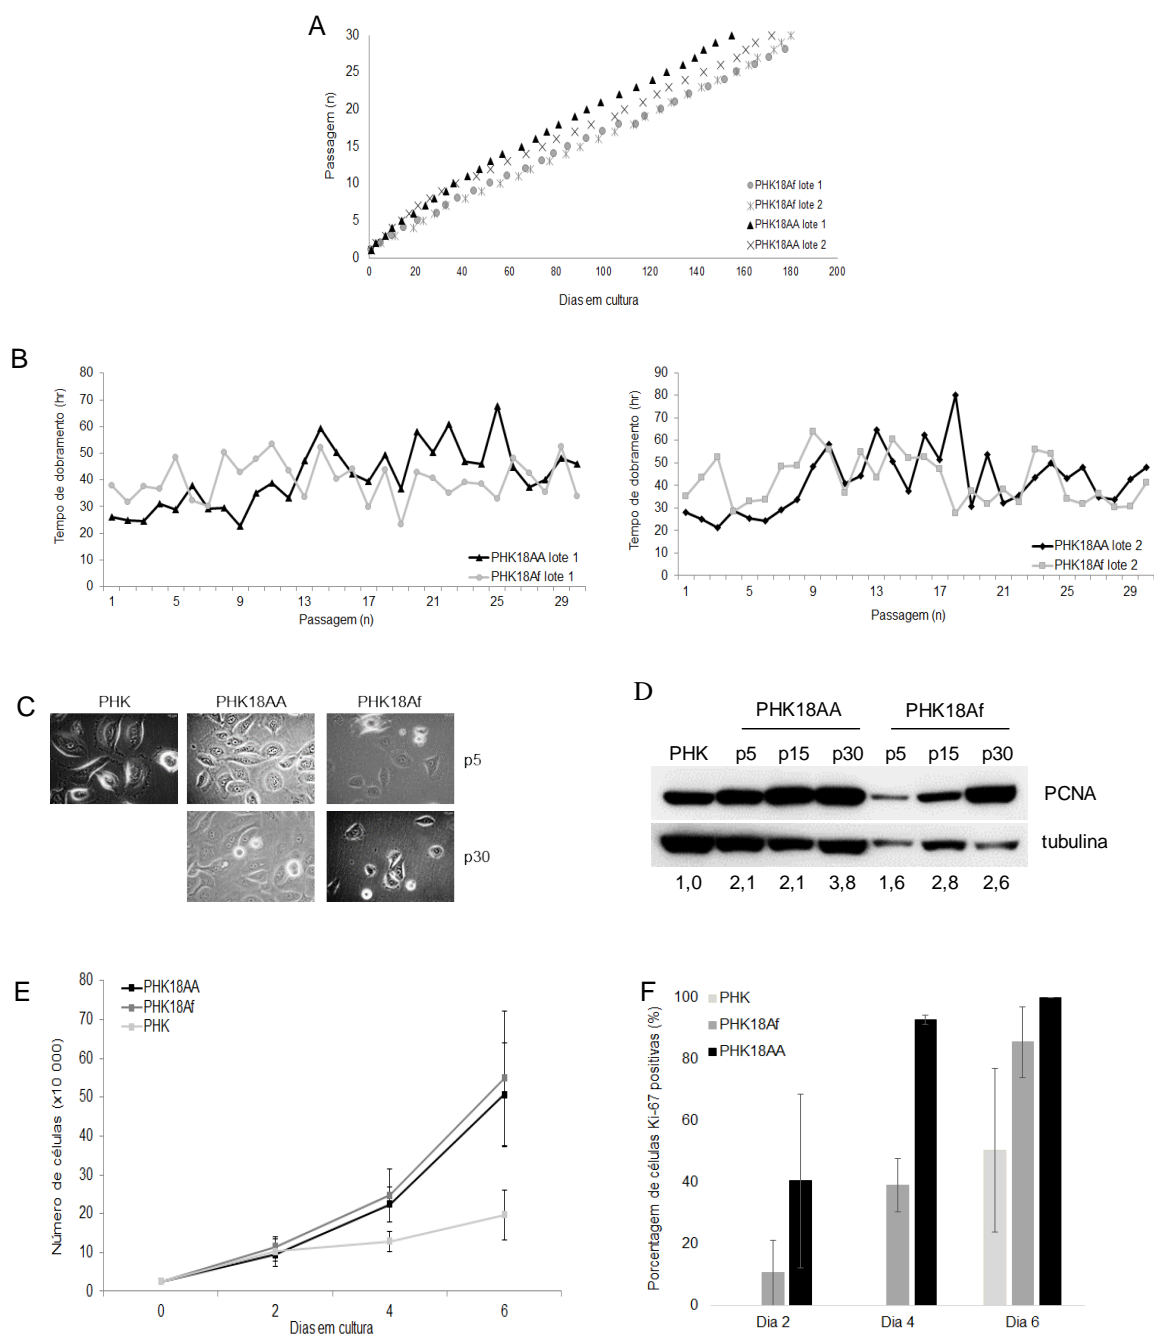 A
Passagem (n)
30
25
20
15
10
5
0
0 20 40 60 80 100 120 140 160 180 200
Dias em cultura
PHK18Af lote 1
PHK18Af lote 2
PHK18AA lote 1
PHK18AA lote 2
B
Tempo de dobramento (hr)
80
70
60
50
40
30
20
10
0
1 5 9 13 17 21 25 29
Passagem (n)
PHK18AA lote 1
PHK18Af lote 1
Tempo de dobramento (hr)
90
80
70
60
50
40
30
20
10
0
1 5 9 13 17 21 25 29
Passagem (n)
PHK18AA lote 2
PHK18Af lote 2
C
PHK PHK18AA PHK18Af
p5
p30
D
PHK18AA PHK18Af
PHK p5 p15 p30 p5 p15 p30
PCNA
tubulina
1,0 2,1 2,1 3,8 1,6 2,8 2,6
E
Número de células (x10 000)
80
70
60
50
40
30
20
10
0
0 2 4 6
Dias em cultura
PHK18AA
PHK18Af
PHK
F
Porcentagem de células Ki-67 positivas (%)
100
80
60
40
20
0
PHK
PHK18Af
PHK18AA
Dia 2 Dia 4 Dia 6